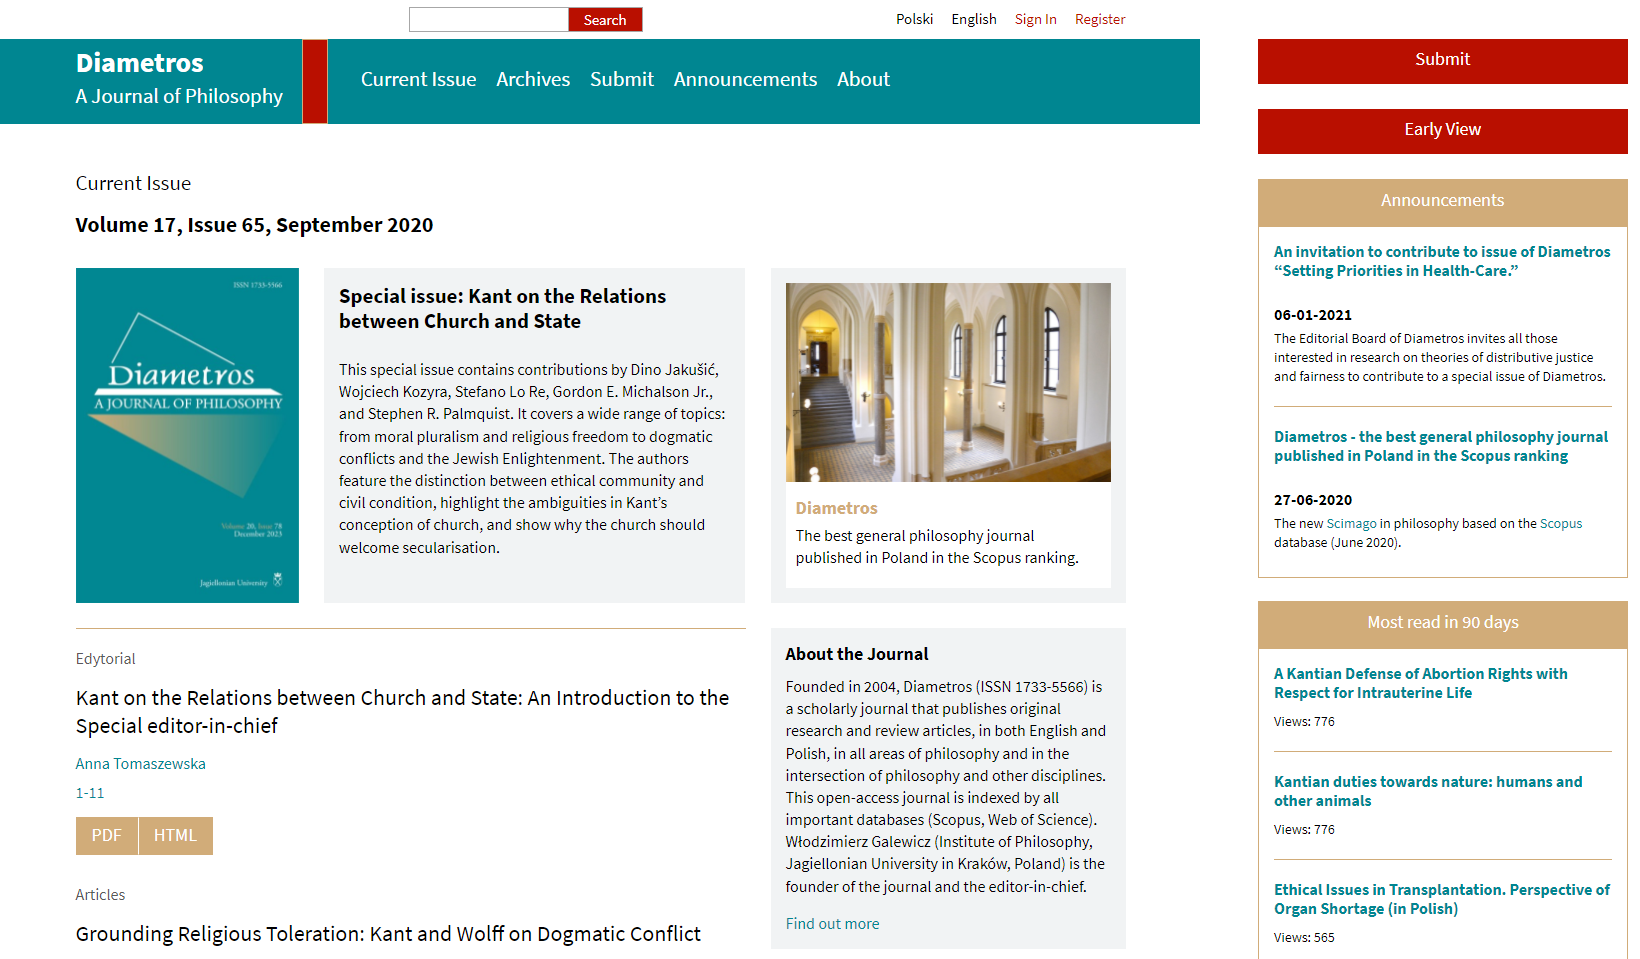 Search
Polski English Sign In Register
Diametros
A Journal of Philosophy
Current Issue Archives Submit Announcements About
Current Issue
Volume 17, Issue 65, September 2020
ISSN 1733-5566
Diametros
A JOURNAL OF PHILOSOPHY
Volume 20, Issue 78
December 2023
Jagiellonian University
Special issue: Kant on the Relations
between Church and State
This special issue contains contributions by Dino Jakušić,
Wojciech Kozyra, Stefano Lo Re, Gordon E. Michalson Jr.,
and Stephen R. Palmquist. It covers a wide range of topics:
from moral pluralism and religious freedom to dogmatic
conflicts and the Jewish Enlightenment. The authors
feature the distinction between ethical community and
civil condition, highlight the ambiguities in Kant’s
conception of church, and show why the church should
welcome secularisation.
Diametros
The best general philosophy journal
published in Poland in the Scopus ranking.
Edytorial
Kant on the Relations between Church and State: An Introduction to the
Special editor-in-chief
Anna Tomaszewska
1-11
PDF HTML
Articles
Grounding Religious Toleration: Kant and Wolff on Dogmatic Conflict
About the Journal
Founded in 2004, Diametros (ISSN 1733-5566) is
a scholarly journal that publishes original
research and review articles, in both English and
Polish, in all areas of philosophy and in the
intersection of philosophy and other disciplines.
This open-access journal is indexed by all
important databases (Scopus, Web of Science).
Włodzimierz Galewicz (Institute of Philosophy,
Jagiellonian University in Kraków, Poland) is the
founder of the journal and the editor-in-chief.
Find out more
Submit
Early View
Announcements
An invitation to contribute to issue of Diametros
“Setting Priorities in Health-Care.”
06-01-2021
The Editorial Board of Diametros invites all those
interested in research on theories of distributive justice
and fairness to contribute to a special issue of Diametros.
Diametros - the best general philosophy journal
published in Poland in the Scopus ranking
27-06-2020
The new Scimago in philosophy based on the Scopus
database (June 2020).
Most read in 90 days
A Kantian Defense of Abortion Rights with
Respect for Intrauterine Life
Views: 776
Kantian duties towards nature: humans and
other animals
Views: 776
Ethical Issues in Transplantation. Perspective of
Organ Shortage (in Polish)
Views: 565